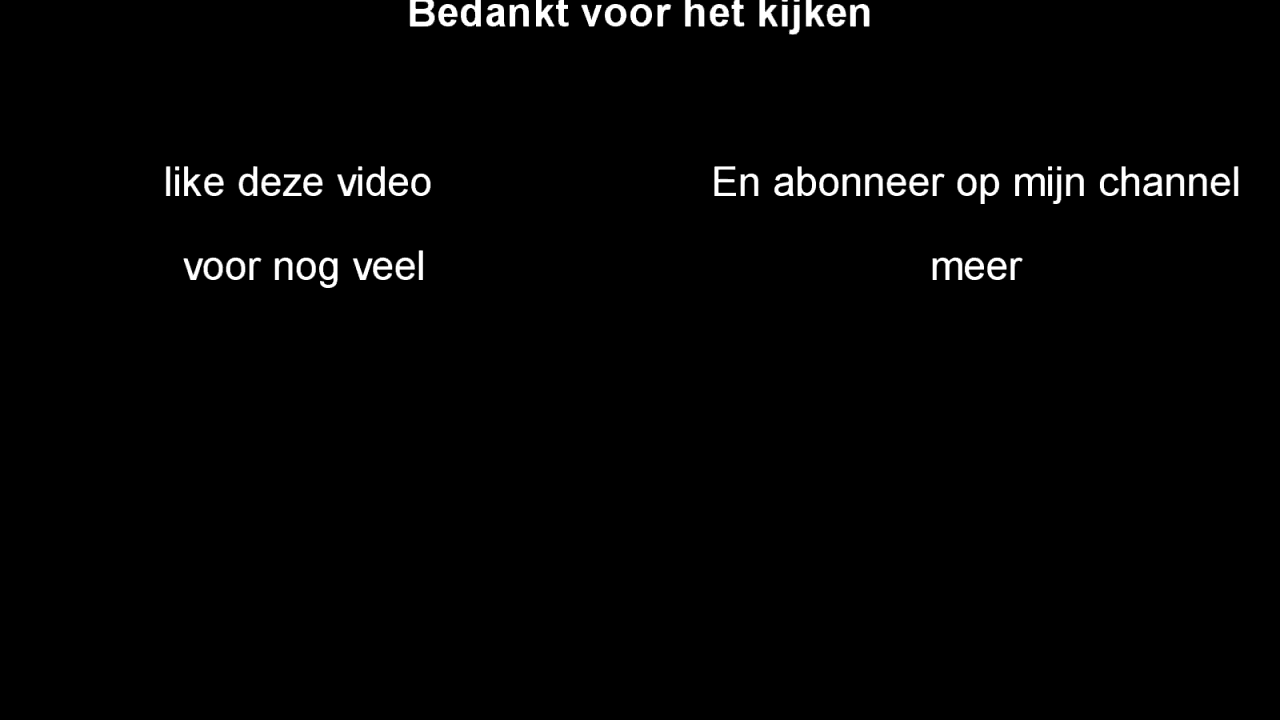 Bedankt voor het kijken
like deze video En abonneer op mijn channel
voor nog veel meer